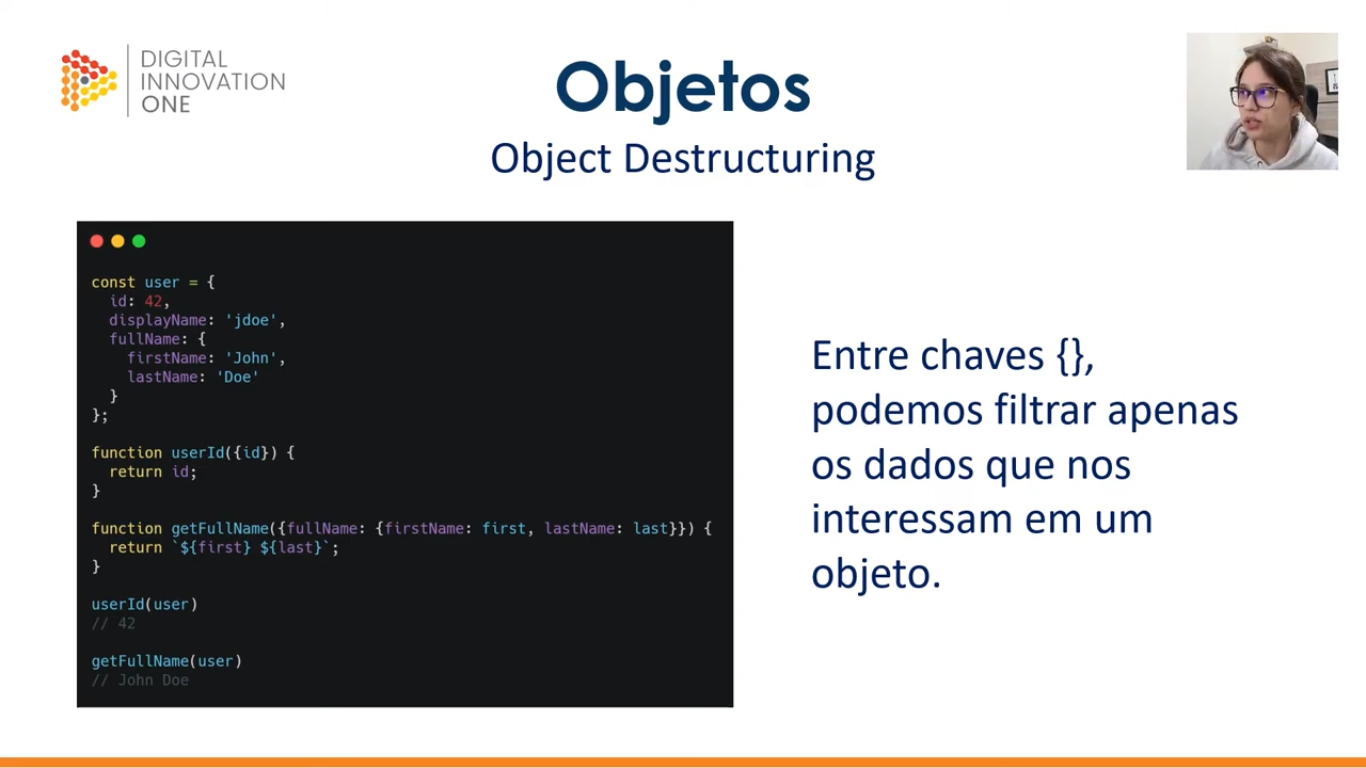 DIGITAL
INNOVATION
ONE
Objetos
Object Destructuring
const user = {
  id: 42,
  displayName: 'jdoe',
  fullName: {
    firstName: 'John',
    lastName: 'Doe'
  }
};
function userId({id}) {
  return id;
}
function getFullName({fullName: {firstName: first, lastName: last}}) {
  return `${first} ${last}`;
}
userId(user)
// 42
getFullName(user)
// John Doe
Entre chaves {},
podemos filtrar apenas
os dados que nos
interessam em um
objeto.